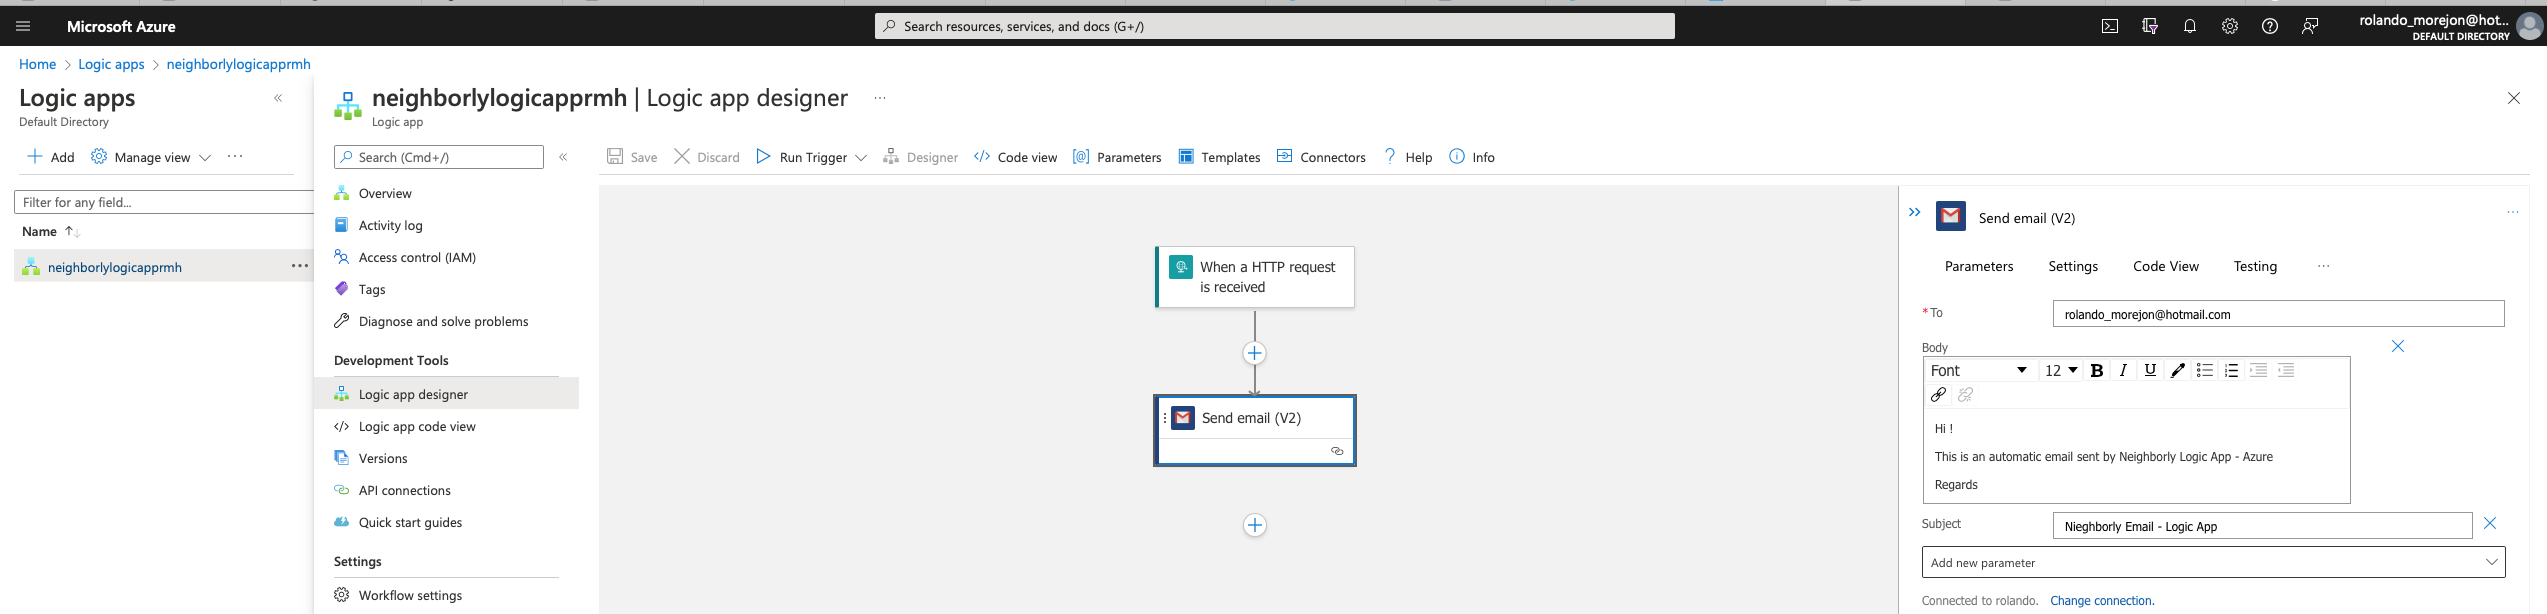 Microsoft Azure
Search resources, services, and docs (G+/)
rolando_morejon@hot...
DEFAULT DIRECTORY
Home > Logic apps > neighborlylogicapprmh
Logic apps
Default Directory
Add Manage view
Filter for any field...
Name
neighborlylogicapprmh
neighborlylogicapprmh | Logic app designer
Logic app
Search (Cmd+/)
Overview
Activity log
Access control (IAM)
Tags
Diagnose and solve problems
Development Tools
Logic app designer
Logic app code view
Versions
API connections
Quick start guides
Settings
Workflow settings
Save Discard Run Trigger Designer Code view Parameters Templates Connectors Help Info
When a HTTP request
is received
Send email (V2)
Send email (V2)
Parameters Settings Code View Testing
* To
rolando_morejon@hotmail.com
Body
Font 12 B I U
Hi !
This is an automatic email sent by Neighborly Logic App - Azure
Regards
Subject
Nieghborly Email - Logic App
Add new parameter
Connected to rolando. Change connection.